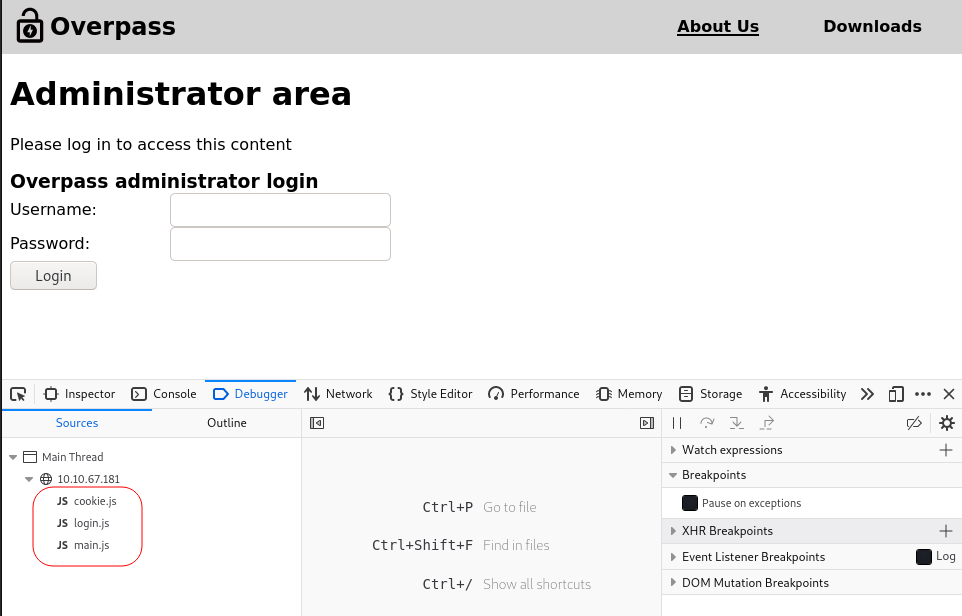 Overpass About Us Downloads
Administrator area
Please log in to access this content
Overpass administrator login
Username:
Password:
Login
Inspector Console Debugger Network Style Editor Performance Memory Storage Accessibility
Sources Outline
Main Thread
10.10.67.181
JS cookie.js
JS login.js
JS main.js
Ctrl+P Go to file
Ctrl+Shift+F Find in files
Ctrl+/ Show all shortcuts
Watch expressions
Breakpoints
Pause on exceptions
XHR Breakpoints
Event Listener Breakpoints Log
DOM Mutation Breakpoints